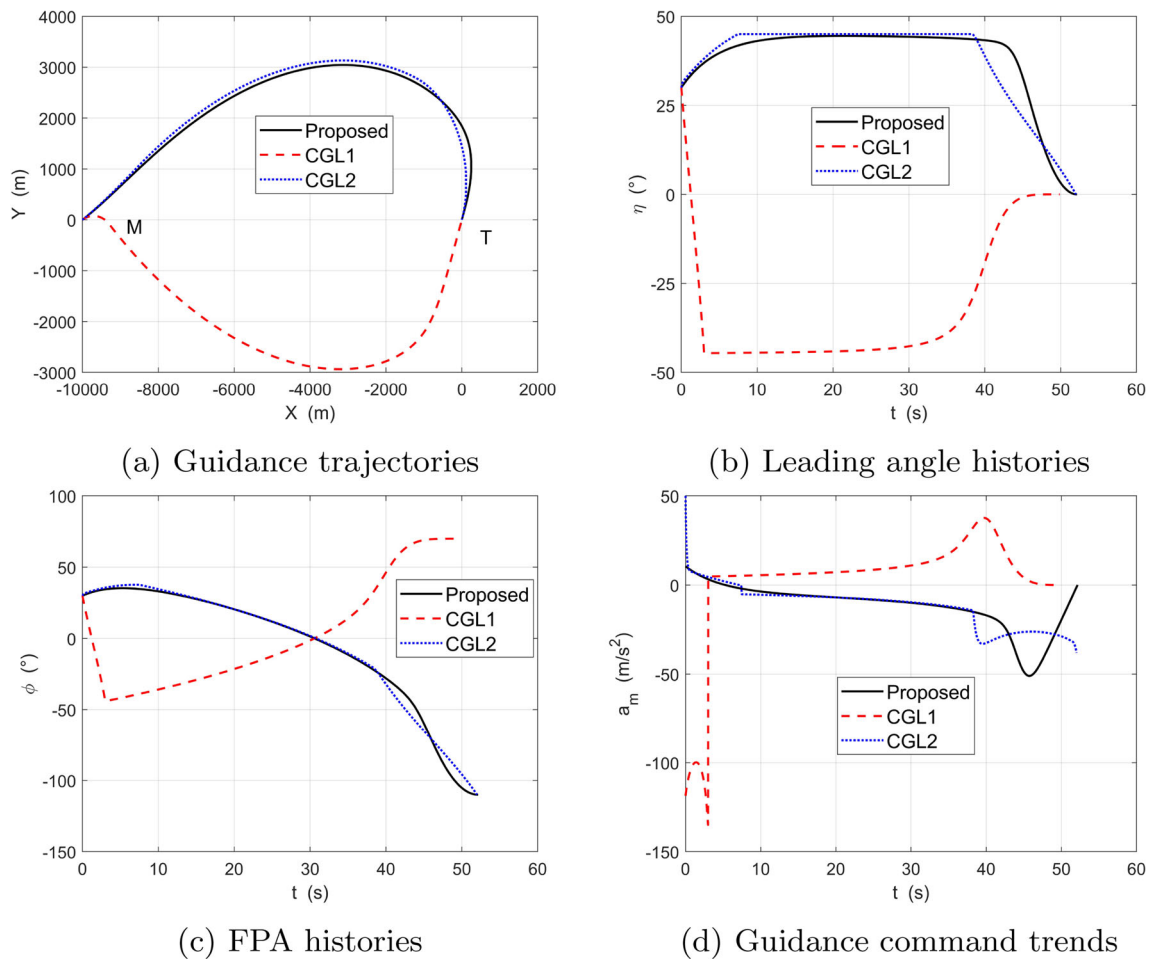 4000
3000
2000
1000
0
-1000
-2000
-3000
Y (m)
Proposed
CGL1
CGL2
M
T
-10000 -8000 -6000 -4000 -2000 0 2000
X (m)
(a) Guidance trajectories
50
25
0
-25
-50
η (°)
Proposed
CGL1
CGL2
0 10 20 30 40 50 60
t (s)
(b) Leading angle histories
100
50
0
-50
-100
-150
ϕ (°)
Proposed
CGL1
CGL2
0 10 20 30 40 50 60
t (s)
(c) FPA histories
50
0
-50
-100
-150
a_m (m/s²)
Proposed
CGL1
CGL2
0 10 20 30 40 50 60
t (s)
(d) Guidance command trends